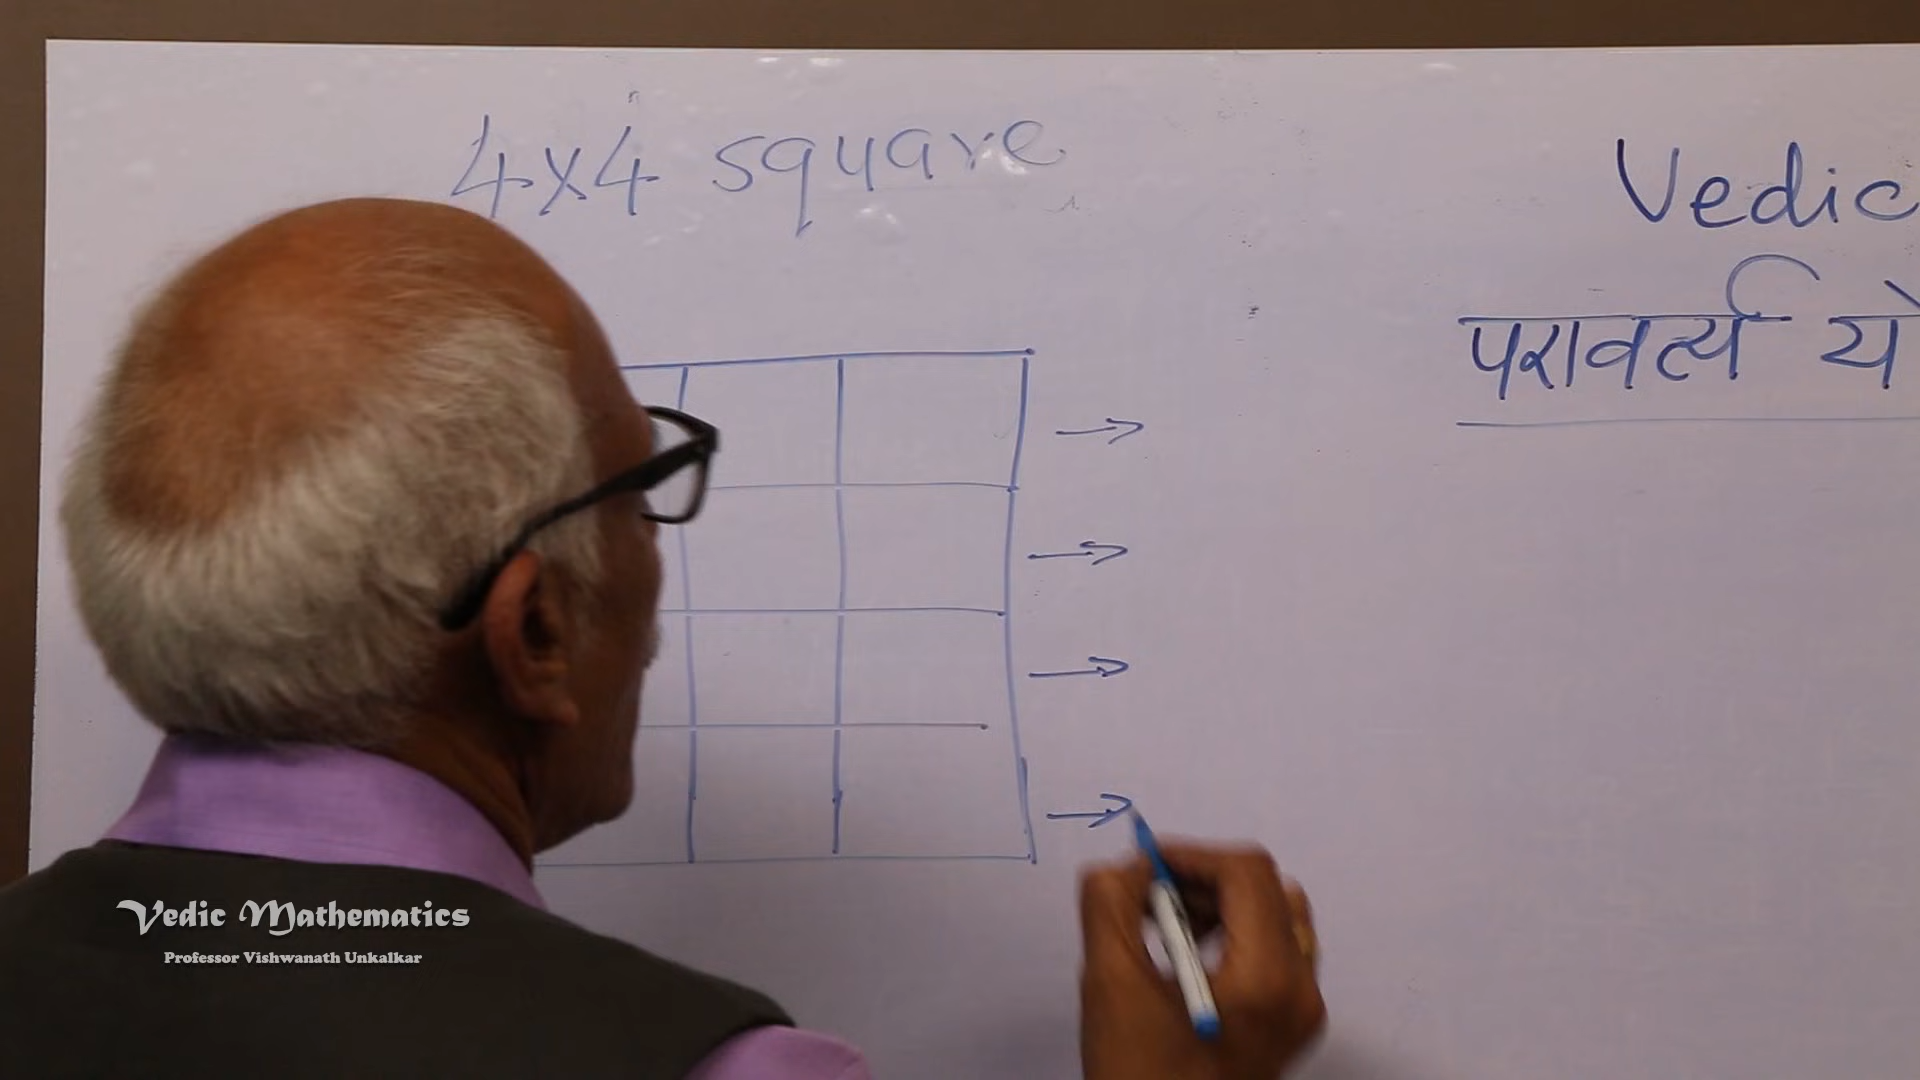 4x4 square
Vedic
परावर्त्य यो
Vedic Mathematics
Professor Vishwanath Unkalkar